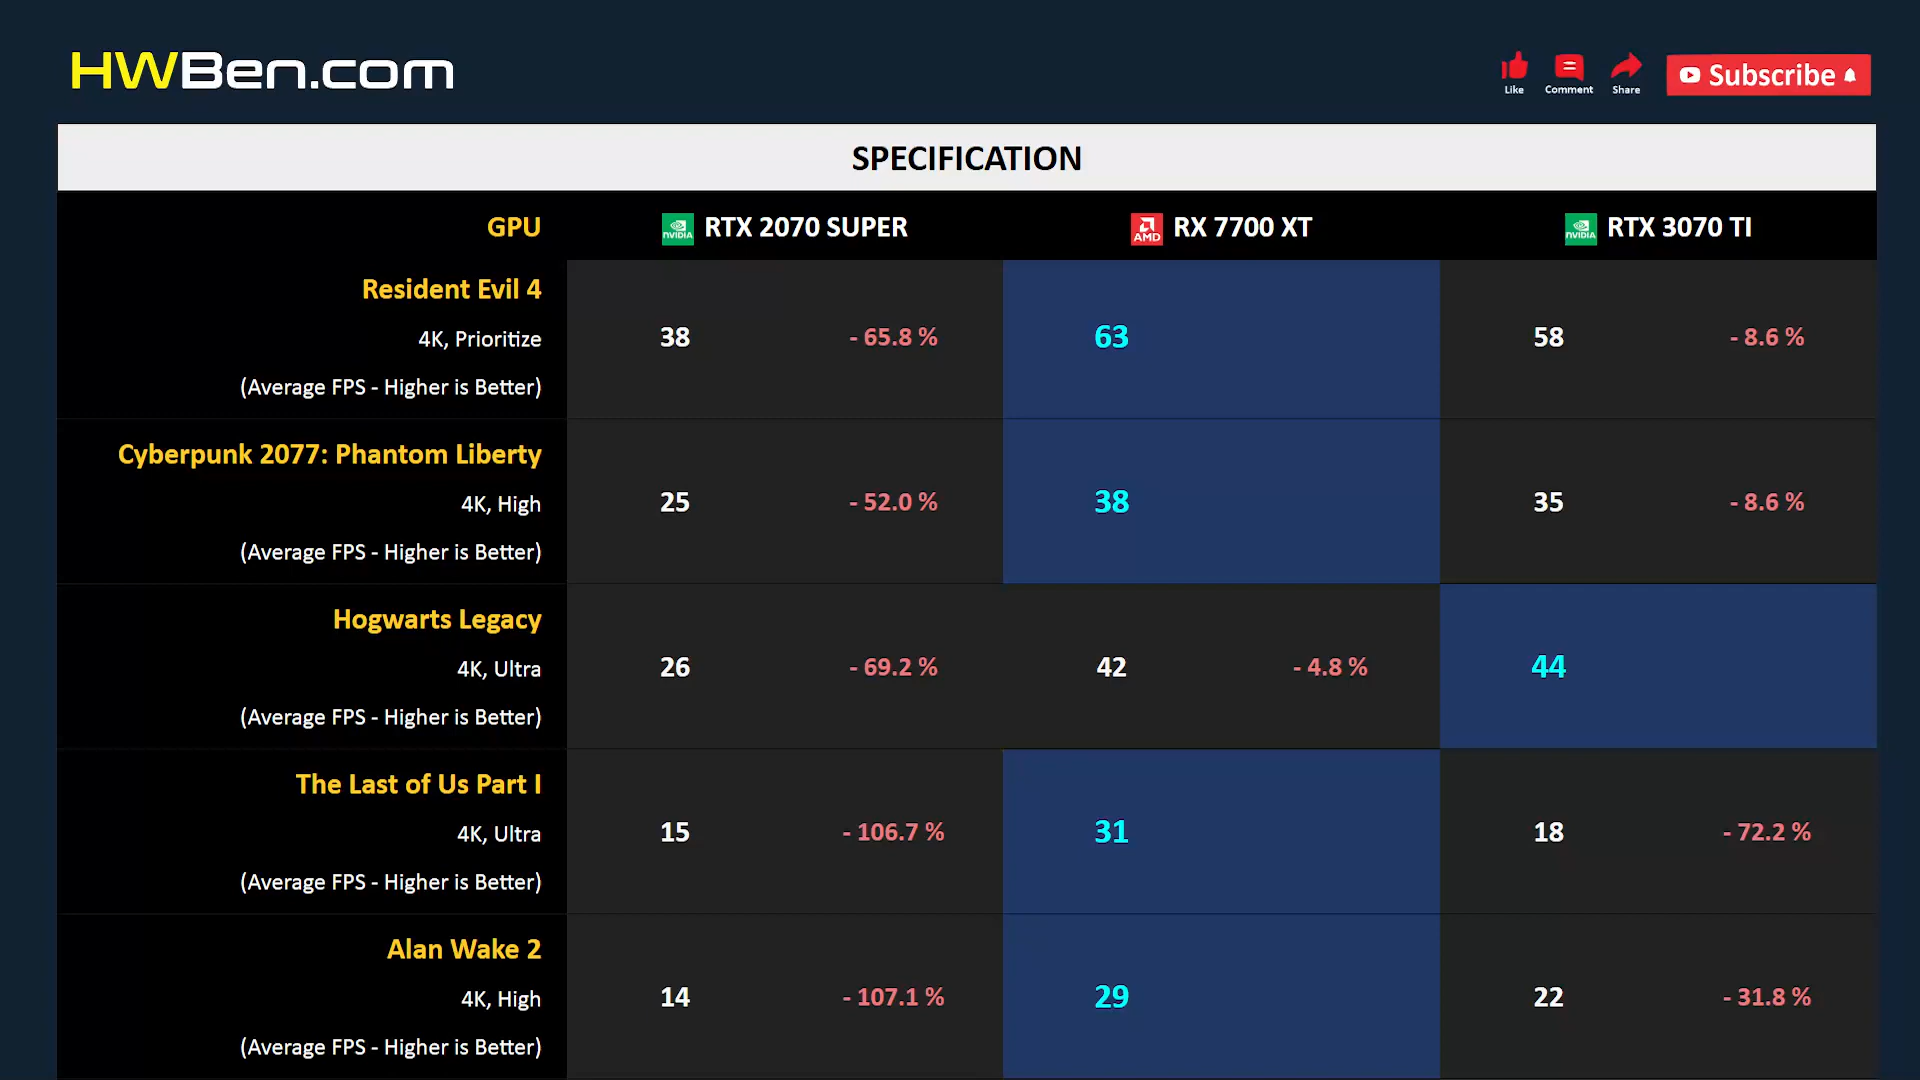 HWBen.com
Like
Comment
Share
Subscribe
SPECIFICATION
GPU
NVIDIA
RTX 2070 SUPER
AMD
RX 7700 XT
NVIDIA
RTX 3070 TI
Resident Evil 4
4K, Prioritize
(Average FPS - Higher is Better)
38
- 65.8 %
63
58
- 8.6 %
Cyberpunk 2077: Phantom Liberty
4K, High
(Average FPS - Higher is Better)
25
- 52.0 %
38
35
- 8.6 %
Hogwarts Legacy
4K, Ultra
(Average FPS - Higher is Better)
26
- 69.2 %
42
- 4.8 %
44
The Last of Us Part I
4K, Ultra
(Average FPS - Higher is Better)
15
- 106.7 %
31
18
- 72.2 %
Alan Wake 2
4K, High
(Average FPS - Higher is Better)
14
- 107.1 %
29
22
- 31.8 %